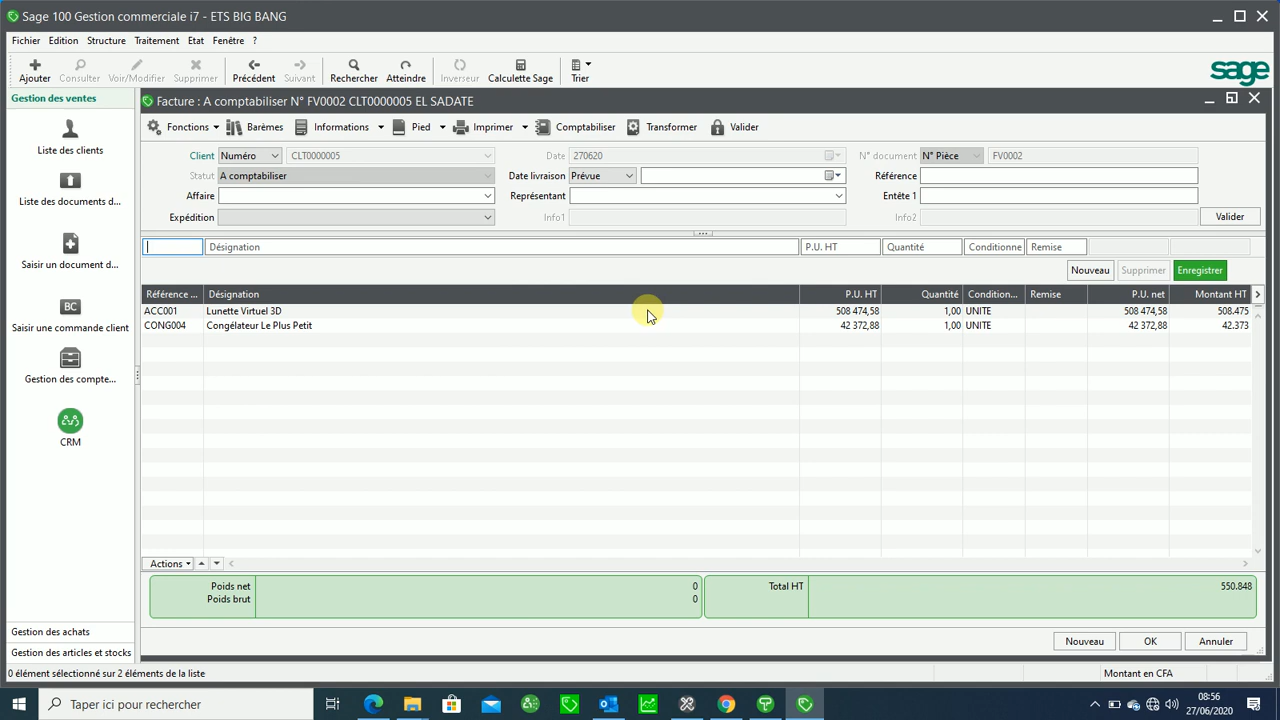 Sage 100 Gestion commerciale i7 - ETS BIG BANG
Fichier Edition Structure Traitement Etat Fenêtre ?
Ajouter Consulter Voir/Modifier Supprimer Précédent Suivant Rechercher Atteindre Inverseur Calculette Sage Trier
sage
Gestion des ventes
Liste des clients
Liste des documents d...
Saisir un document d...
BC
Saisir une commande client
Gestion des compte...
CRM
Gestion des achats
Gestion des articles et stocks
Facture : A comptabiliser N° FV0002 CLT0000005 EL SADATE
Fonctions Barèmes Informations Pied Imprimer Comptabiliser Transformer Valider
Client Numéro CLT0000005 Date 270620 N° document N° Pièce FV0002
Statut A comptabiliser Date livraison Prévue Référence
Affaire Représentant Entête 1
Expédition Info1 Info2 Valider
Désignation P.U. HT Quantité Conditionne Remise
Nouveau Supprimer Enregistrer
Référence ... Désignation P.U. HT Quantité Condition... Remise P.U. net Montant HT
ACC001 Lunette Virtuel 3D 508 474,58 1,00 UNITE 508 474,58 508.475
CONG004 Congélateur Le Plus Petit 42 372,88 1,00 UNITE 42 372,88 42.373
Actions
Poids net 0 Total HT 550.848
Poids brut 0
Nouveau OK Annuler
0 élément sélectionné sur 2 éléments de la liste Montant en CFA
Taper ici pour rechercher
08:56
27/06/2020